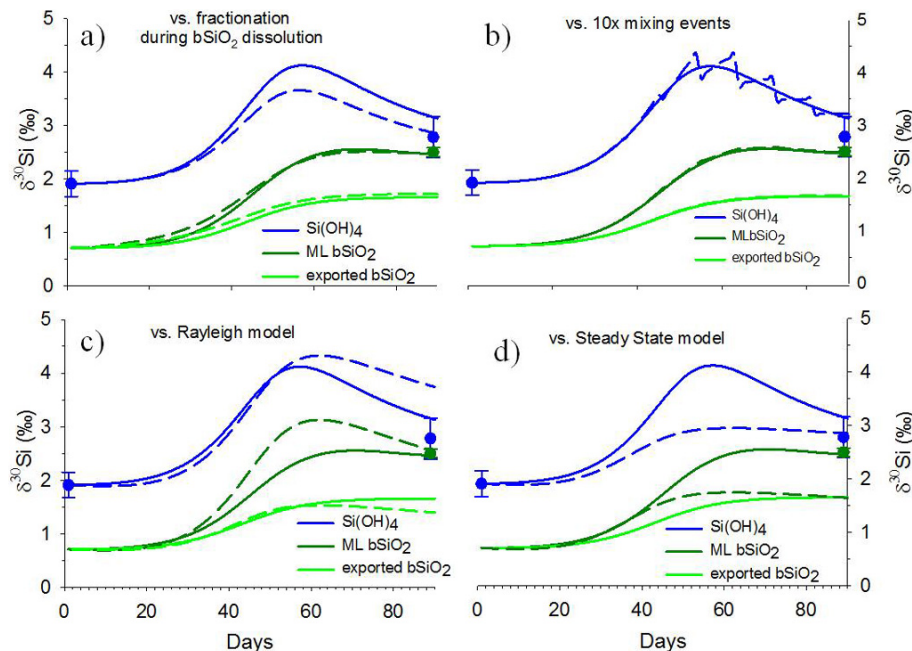 a)
vs. fractionation
during bSiO₂ dissolution
δ³⁰Si (‰)
5
4
3
2
1
0
Si(OH)₄
ML bSiO₂
exported bSiO₂
b)
vs. 10x mixing events
δ³⁰Si (‰)
5
4
3
2
1
0
Si(OH)₄
MLbSiO₂
exported bSiO₂
c)
vs. Rayleigh model
δ³⁰Si (‰)
5
4
3
2
1
0
Si(OH)₄
ML bSiO₂
exported bSiO₂
0 20 40 60 80
Days
d)
vs. Steady State model
δ³⁰Si (‰)
5
4
3
2
1
0
Si(OH)₄
ML bSiO₂
exported bSiO₂
0 20 40 60 80
Days